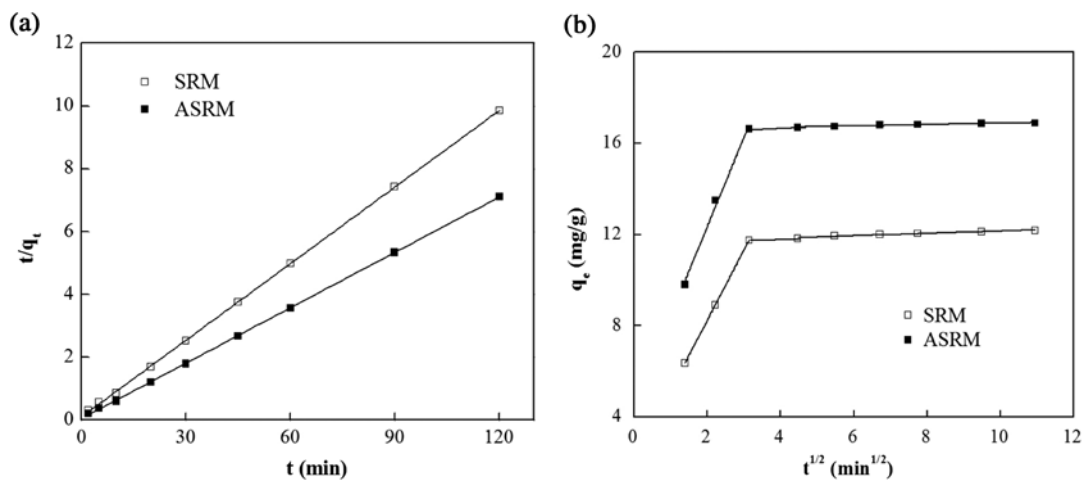 (a)
12
10
8
6
4
2
0
t/qt
SRM
ASRM
0 30 60 90 120
t (min)
(b)
20
16
12
8
4
qe (mg/g)
SRM
ASRM
0 2 4 6 8 10 12
t1/2 (min1/2)